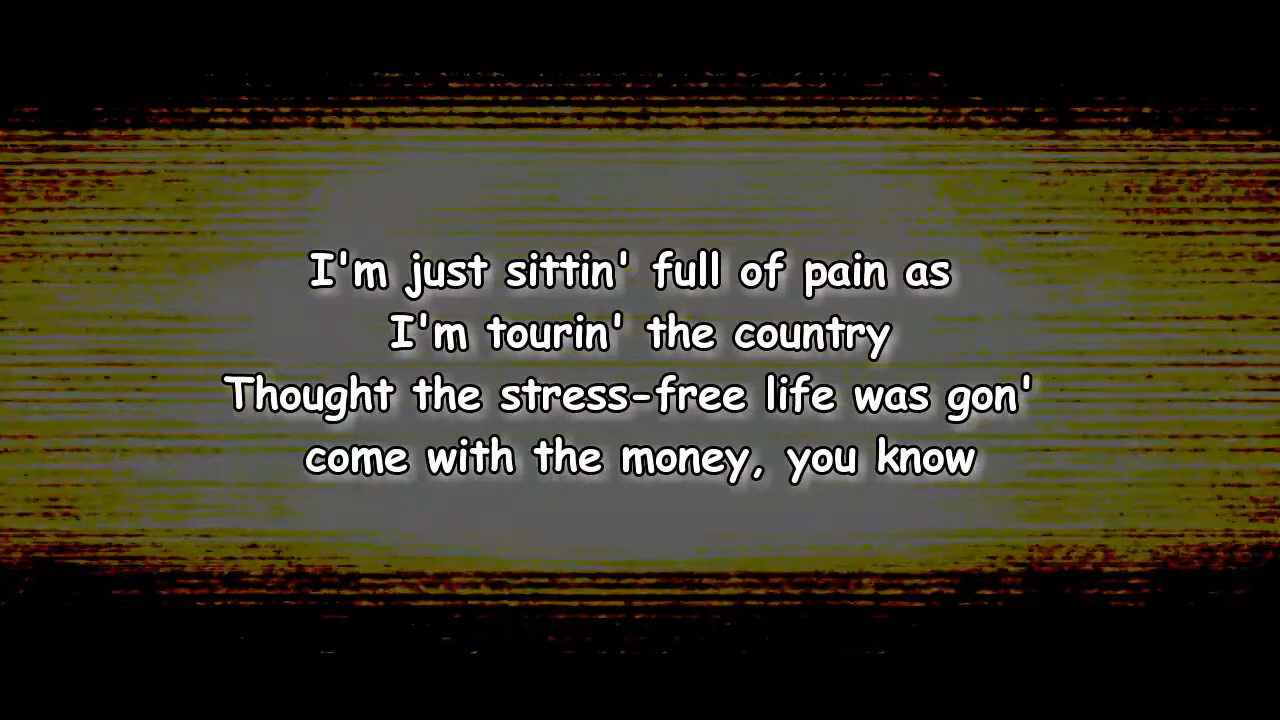 I'm just sittin' full of pain as
I'm tourin' the country
Thought the stress-free life was gon'
come with the money, you know